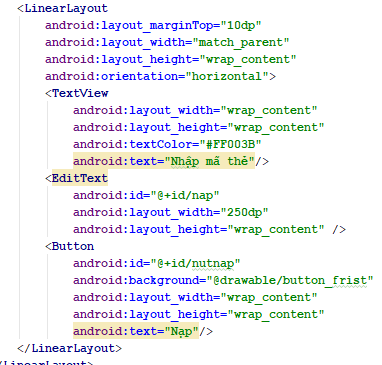 <LinearLayout
android:layout_marginTop="10dp"
android:layout_width="match_parent"
android:layout_height="wrap_content"
android:orientation="horizontal">
<TextView
android:layout_width="wrap_content"
android:layout_height="wrap_content"
android:textColor="#FF003B"
android:text="Nhập mã thẻ"/>
<EditText
android:id="@+id/nap"
android:layout_width="250dp"
android:layout_height="wrap_content" />
<Button
android:id="@+id/nutnap"
android:background="@drawable/button_frist"
android:layout_width="wrap_content"
android:layout_height="wrap_content"
android:text="Nạp"/>
</LinearLayout>
</LinearLayout>